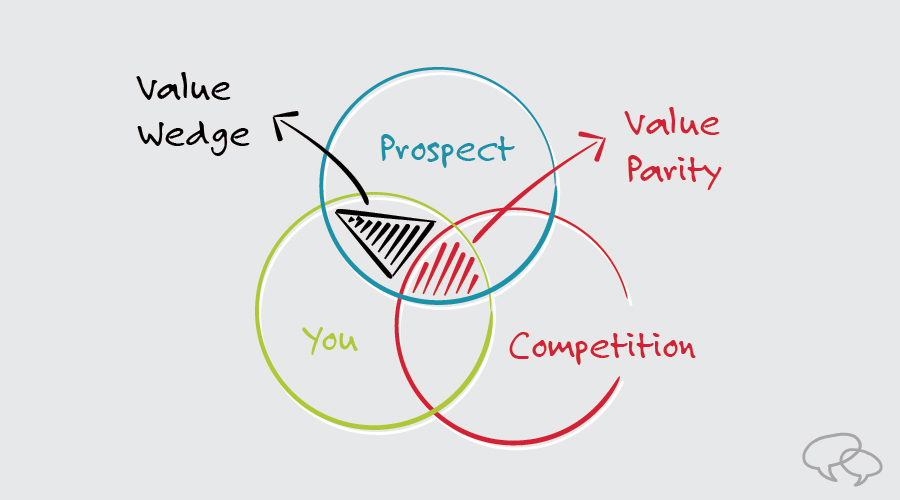 Value
Wedge
Prospect
Value
Parity
You
Competition